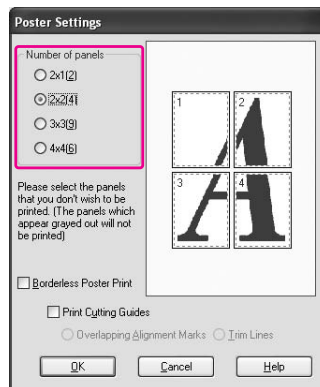 Poster Settings
Number of panels
2x1(2)
2x2(4)
3x3(9)
4x4(6)
1
2
3
4
Please select the panels
that you don't wish to be
printed. (The panels which
appear grayed out will not
be printed)
Borderless Poster Print
Print Cutting Guides
Overlapping Alignment Marks
Trim Lines
OK
Cancel
Help